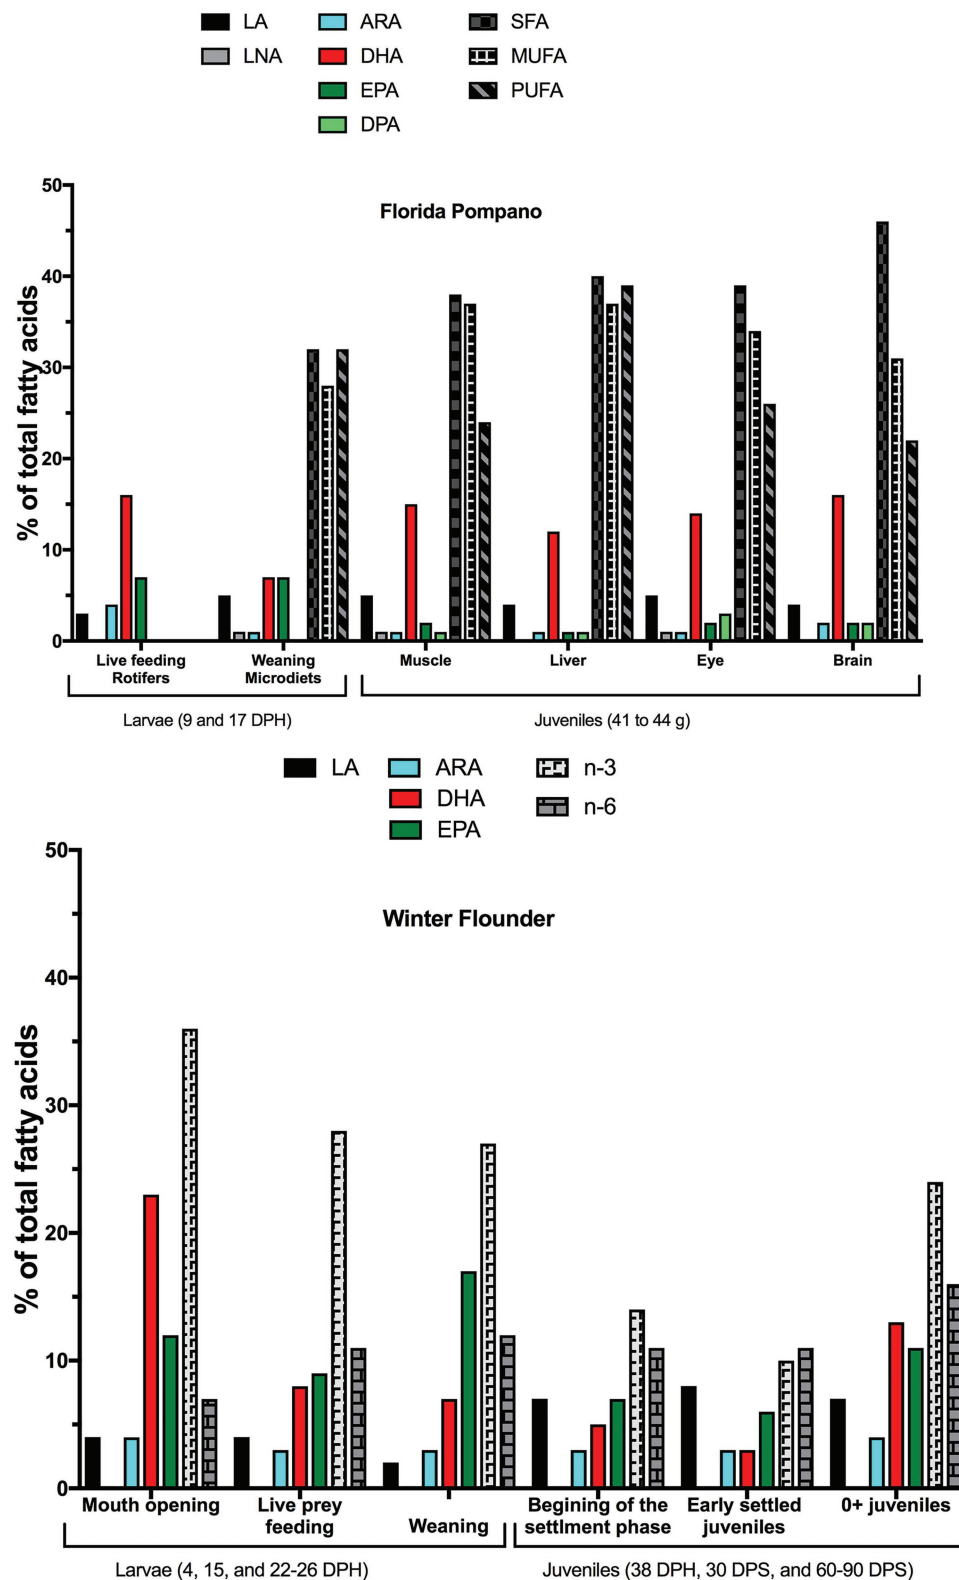 LA ARA SFA
LNA DHA MUFA
EPA PUFA
DPA
Florida Pompano
% of total fatty acids
50
40
30
20
10
0
Live feeding Rotifers
Weaning Microdiets
Muscle
Liver
Eye
Brain
Larvae (9 and 17 DPH)
Juveniles (41 to 44 g)
LA ARA n-3
DHA n-6
EPA
Winter Flounder
% of total fatty acids
50
40
30
20
10
0
Mouth opening
Live prey feeding
Weaning
Begining of the settlment phase
Early settled juveniles
0+ juveniles
Larvae (4, 15, and 22-26 DPH)
Juveniles (38 DPH, 30 DPS, and 60-90 DPS)